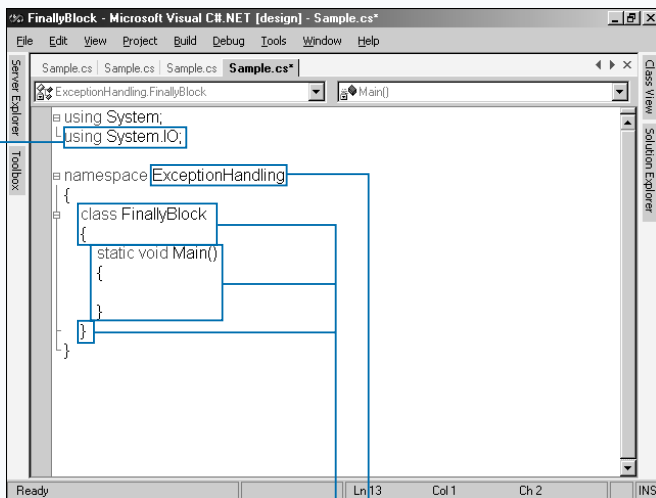 FinallyBlock - Microsoft Visual C#.NET [design] - Sample.cs*
File Edit View Project Build Debug Tools Window Help
Sample.cs Sample.cs Sample.cs Sample.cs*
ExceptionHandling.FinallyBlock Main()
Server Explorer
Toolbox
Class View
Solution Explorer
using System;
using System.IO;
namespace ExceptionHandling
{
class FinallyBlock
{
static void Main()
{
}
}
}
Ready Ln 13 Col 1 Ch 2 INS